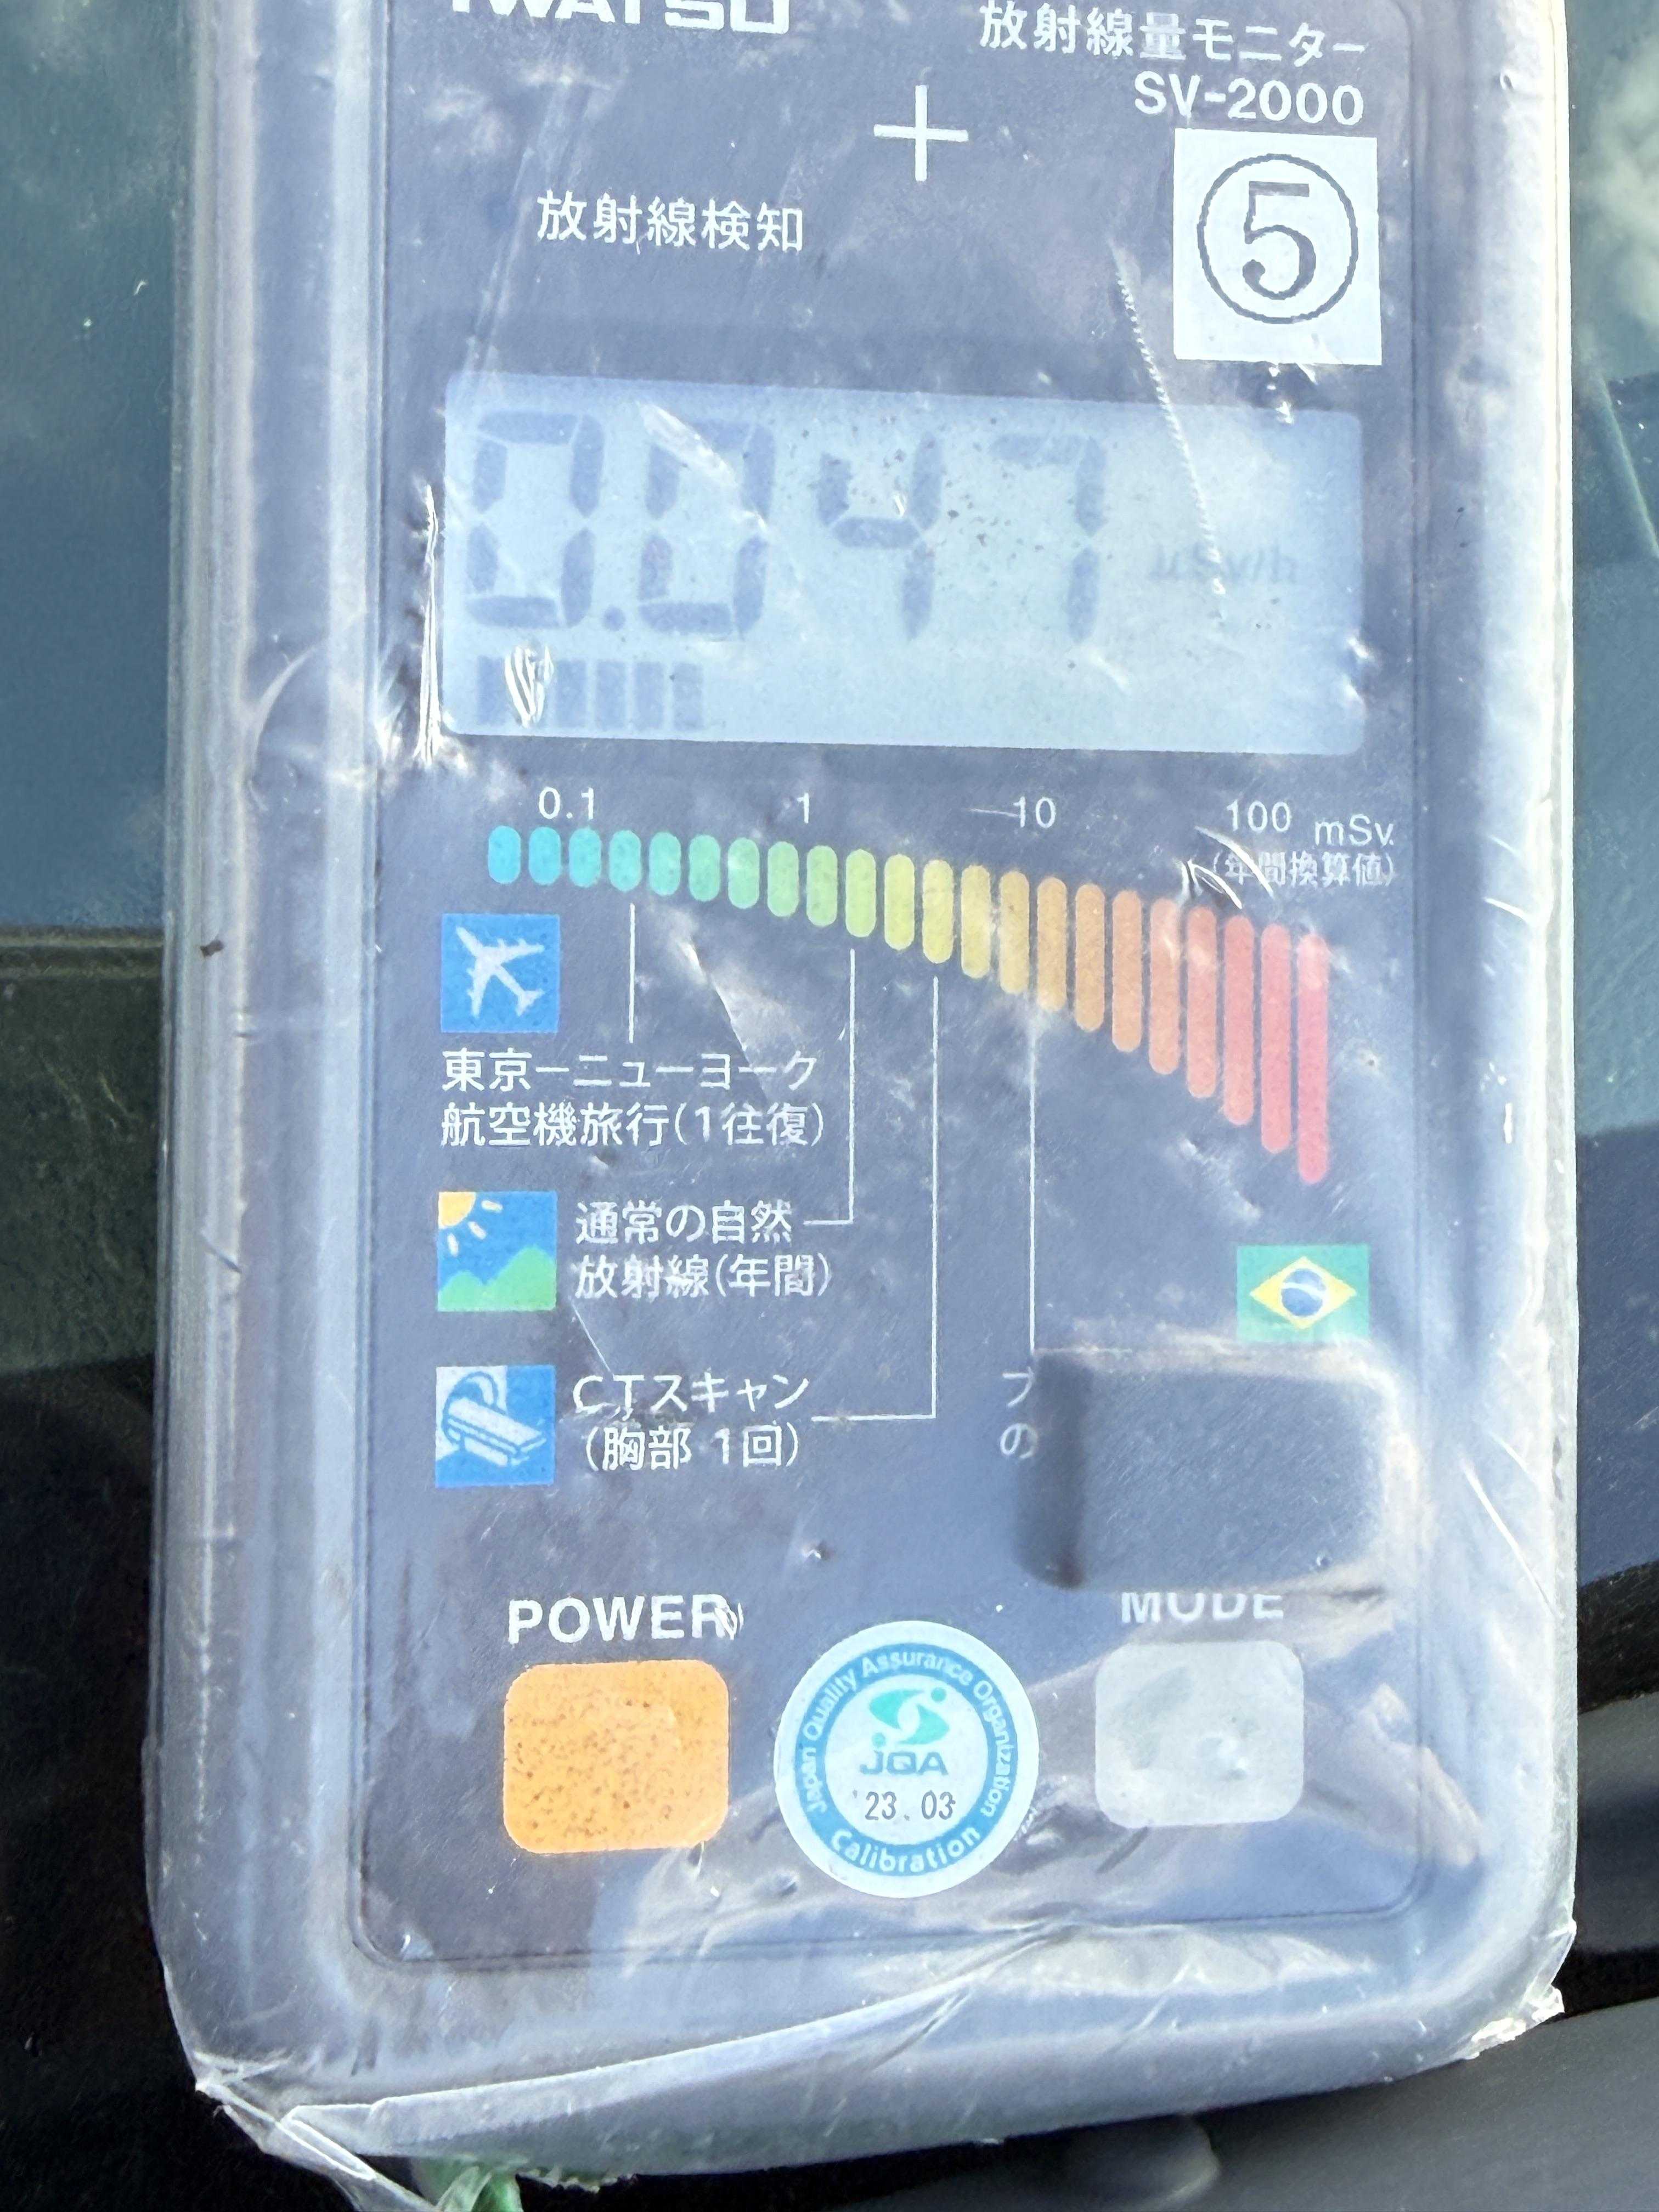 IWATSU
放射線量モニター
SV-2000
放射線検知
5
0.047 μSv/h
0.1 1 10 100 mSv
(年間換算値)
東京ーニューヨーク
航空機旅行(1往復)
通常の自然
放射線(年間)
CTスキャン
(胸部 1回)
の
POWER
MODE
Japan Quality Assurance Organization
JQA
'23.03
Calibration